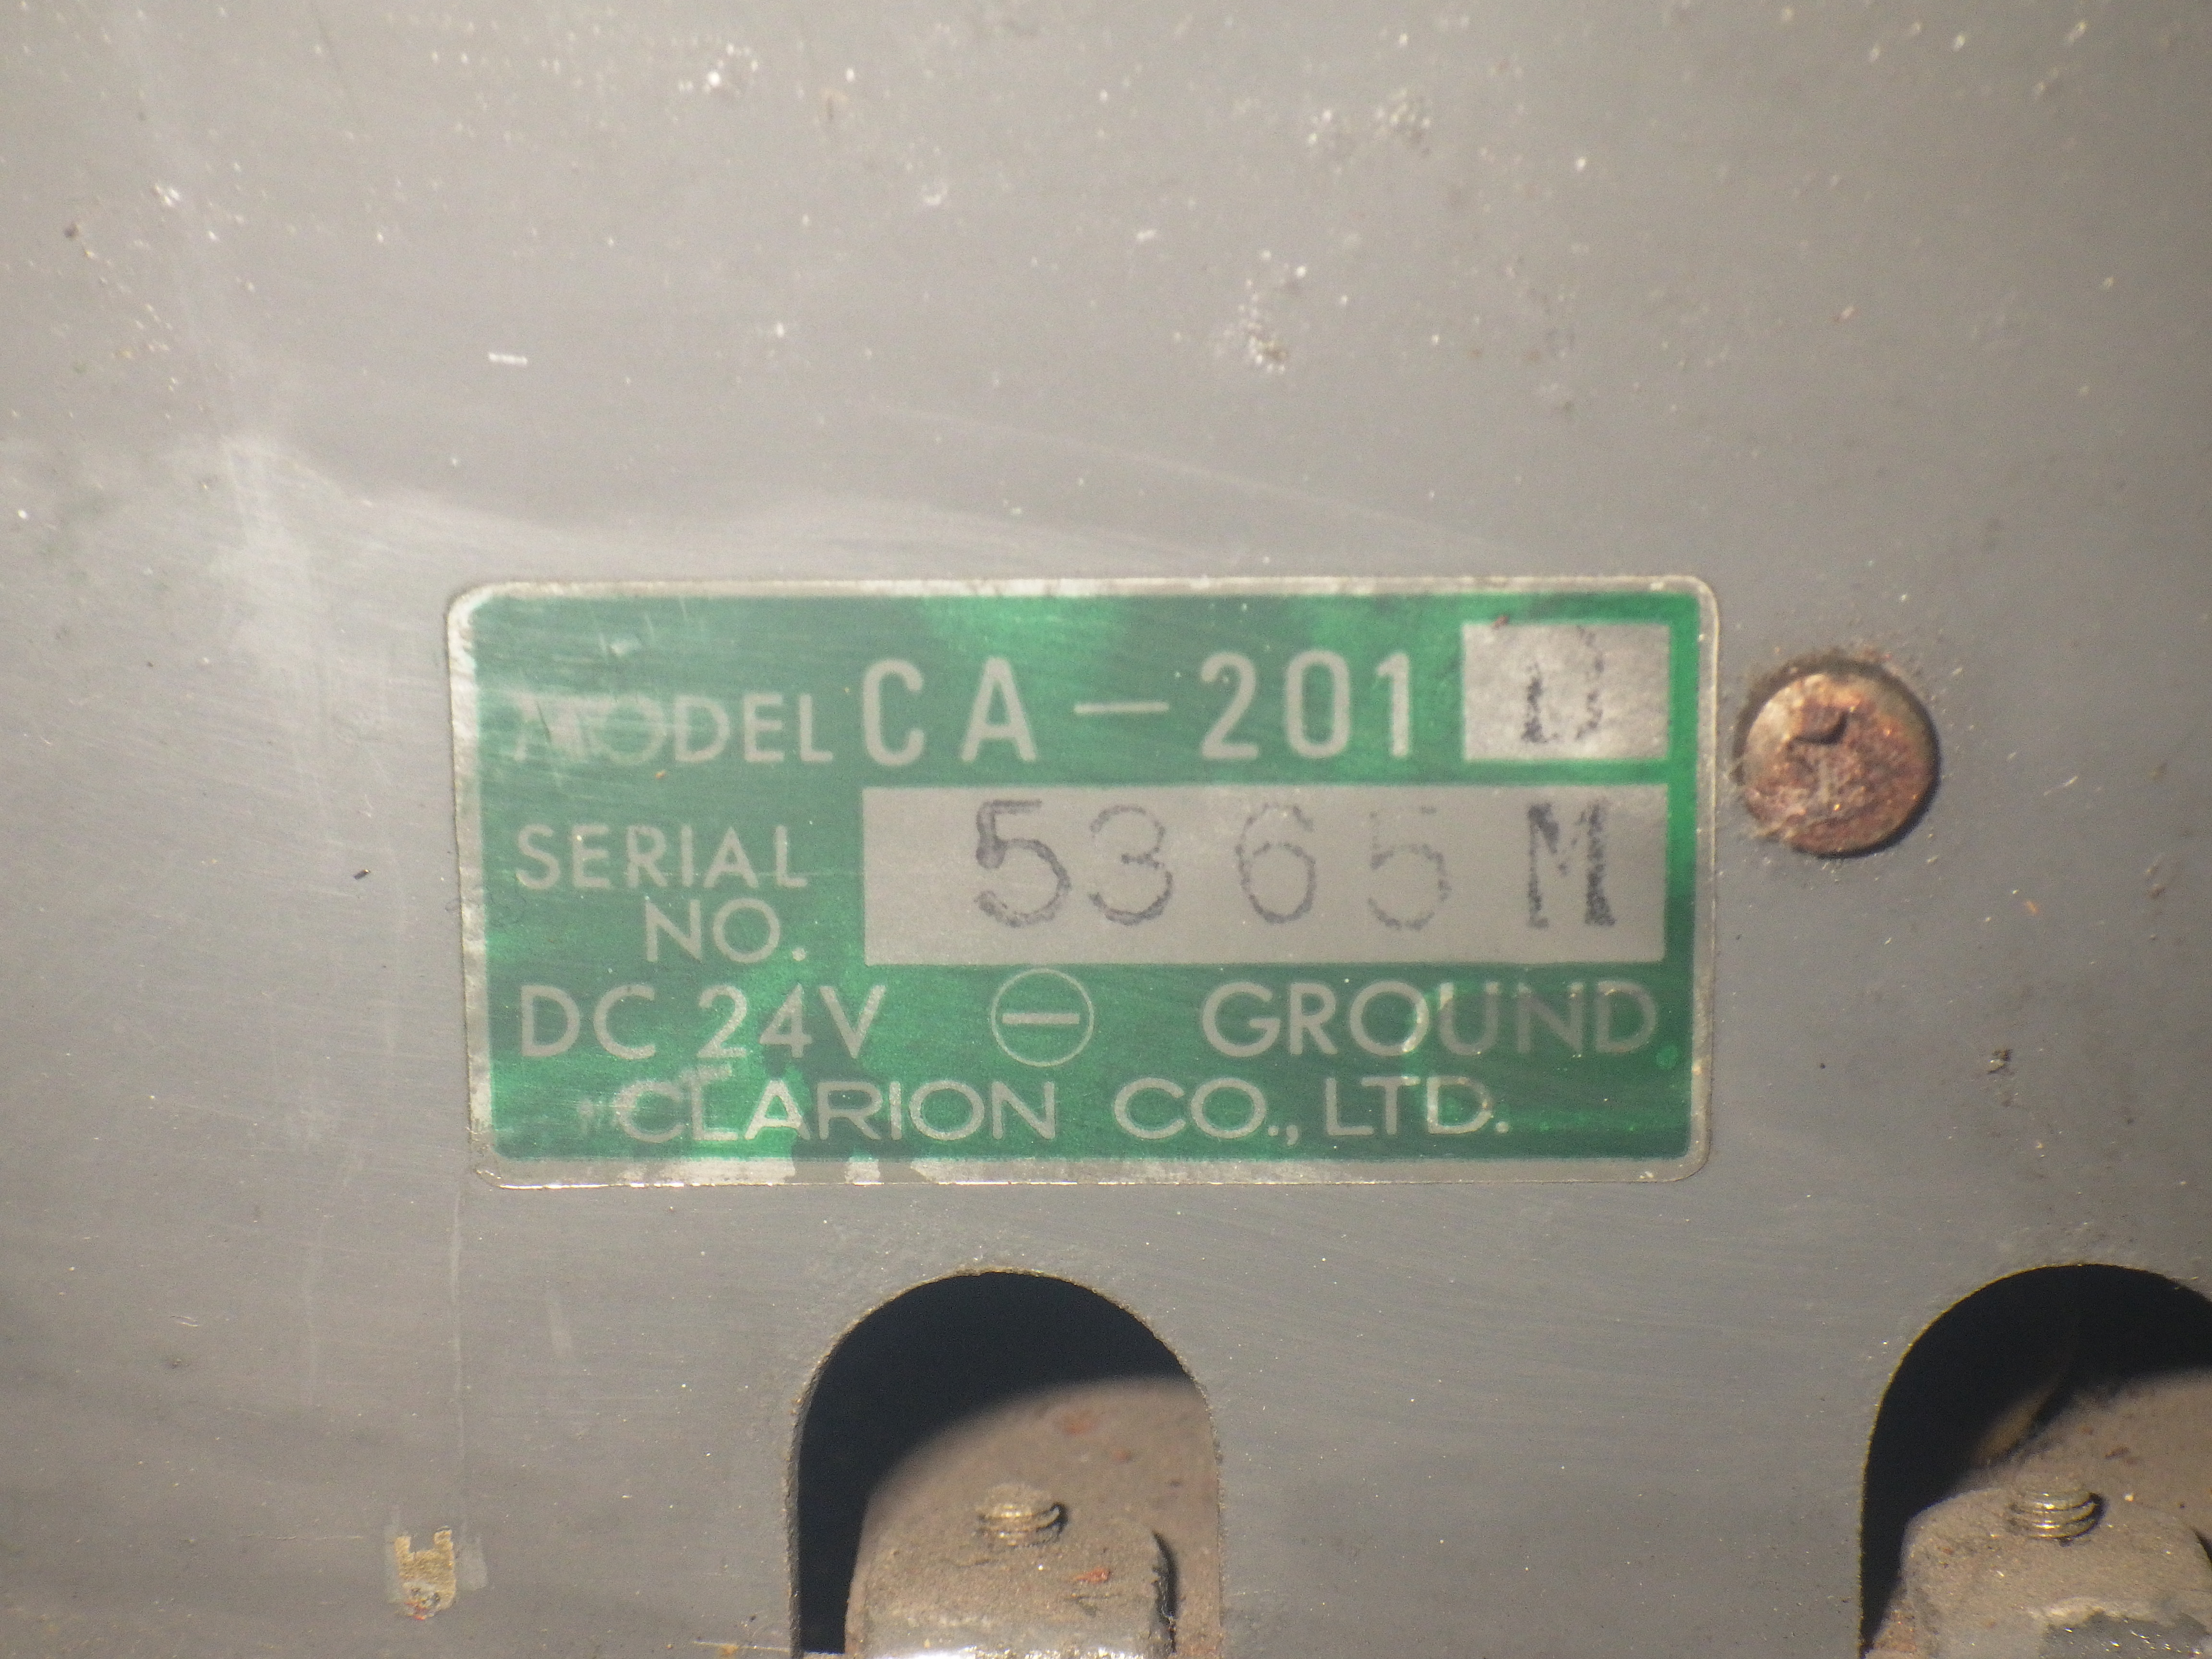 MODEL CA-201
SERIAL NO. 5365M
DC 24V ⊖ GROUND
CLARION CO., LTD.